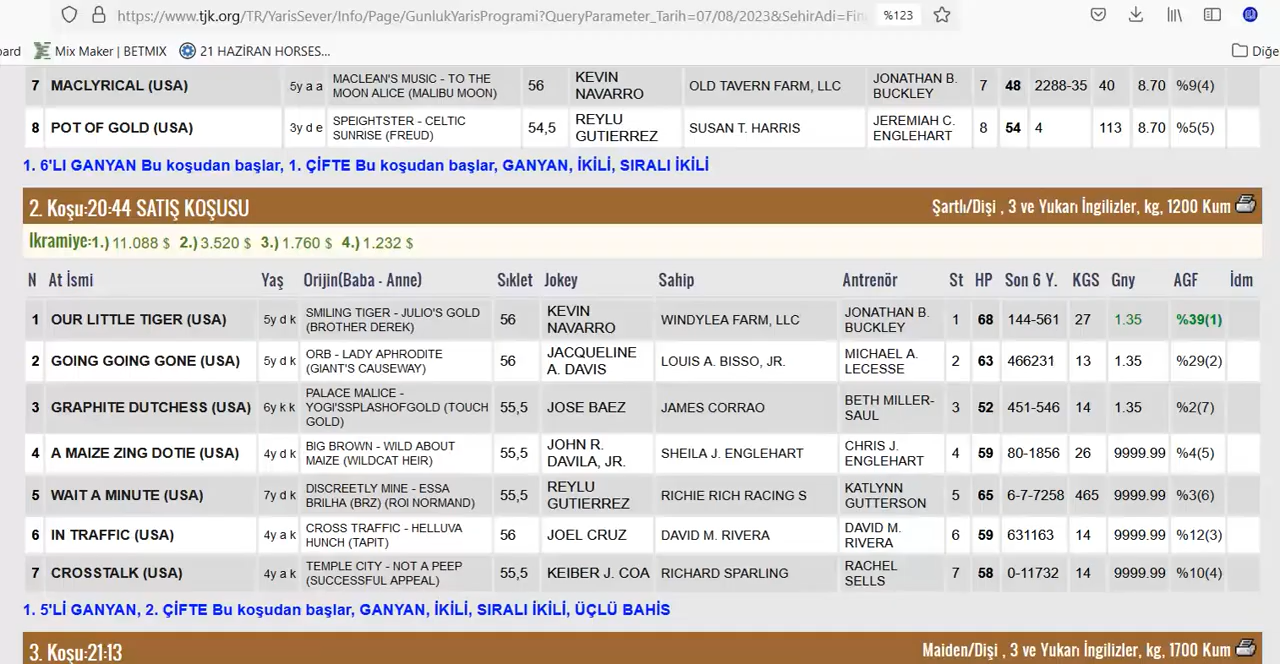 https://www.tjk.org/TR/YarisSever/Info/Page/GunlukYarisProgrami?QueryParameter_Tarih=07/08/2023&SehirAdi=Fin %123
ard Mix Maker | BETMIX 21 HAZİRAN HORSES... Diğe
7 MACLYRICAL (USA) 5y a a MACLEAN'S MUSIC - TO THE MOON ALICE (MALIBU MOON) 56 KEVIN NAVARRO OLD TAVERN FARM, LLC JONATHAN B. BUCKLEY 7 48 2288-35 40 8.70 %9(4)
8 POT OF GOLD (USA) 3y d e SPEIGHTSTER - CELTIC SUNRISE (FREUD) 54,5 REYLU GUTIERREZ SUSAN T. HARRIS JEREMIAH C. ENGLEHART 8 54 4 113 8.70 %5(5)
1. 6'LI GANYAN Bu koşudan başlar, 1. ÇİFTE Bu koşudan başlar, GANYAN, İKİLİ, SIRALI İKİLİ
2. Koşu:20:44 SATIŞ KOŞUSU Şartlı/Dişi , 3 ve Yukarı İngilizler, kg, 1200 Kum
İkramiye:1.) 11.088 $ 2.) 3.520 $ 3.) 1.760 $ 4.) 1.232 $
N At İsmi Yaş Orijin(Baba - Anne) Sıklet Jokey Sahip Antrenör St HP Son 6 Y. KGS Gny AGF İdm
1 OUR LITTLE TIGER (USA) 5y d k SMILING TIGER - JULIO'S GOLD (BROTHER DEREK) 56 KEVIN NAVARRO WINDYLEA FARM, LLC JONATHAN B. BUCKLEY 1 68 144-561 27 1.35 %39(1)
2 GOING GOING GONE (USA) 5y d k ORB - LADY APHRODITE (GIANT'S CAUSEWAY) 56 JACQUELINE A. DAVIS LOUIS A. BISSO, JR. MICHAEL A. LECESSE 2 63 466231 13 1.35 %29(2)
3 GRAPHITE DUTCHESS (USA) 6y k k PALACE MALICE - YOGI'SSPLASHOFGOLD (TOUCH GOLD) 55,5 JOSE BAEZ JAMES CORRAO BETH MILLER-SAUL 3 52 451-546 14 1.35 %2(7)
4 A MAIZE ZING DOTIE (USA) 4y d k BIG BROWN - WILD ABOUT MAIZE (WILDCAT HEIR) 55,5 JOHN R. DAVILA, JR. SHEILA J. ENGLEHART CHRIS J. ENGLEHART 4 59 80-1856 26 9999.99 %4(5)
5 WAIT A MINUTE (USA) 7y d k DISCREETLY MINE - ESSA BRILHA (BRZ) (ROI NORMAND) 55,5 REYLU GUTIERREZ RICHIE RICH RACING S KATLYNN GUTTERSON 5 65 6-7-7258 465 9999.99 %3(6)
6 IN TRAFFIC (USA) 4y a k CROSS TRAFFIC - HELLUVA HUNCH (TAPIT) 56 JOEL CRUZ DAVID M. RIVERA DAVID M. RIVERA 6 59 631163 14 9999.99 %12(3)
7 CROSSTALK (USA) 4y a k TEMPLE CITY - NOT A PEEP (SUCCESSFUL APPEAL) 55,5 KEIBER J. COA RICHARD SPARLING RACHEL SELLS 7 58 0-11732 14 9999.99 %10(4)
1. 5'Lİ GANYAN, 2. ÇİFTE Bu koşudan başlar, GANYAN, İKİLİ, SIRALI İKİLİ, ÜÇLÜ BAHİS
3. Koşu:21:13 Maiden/Dişi , 3 ve Yukarı İngilizler, kg, 1700 Kum